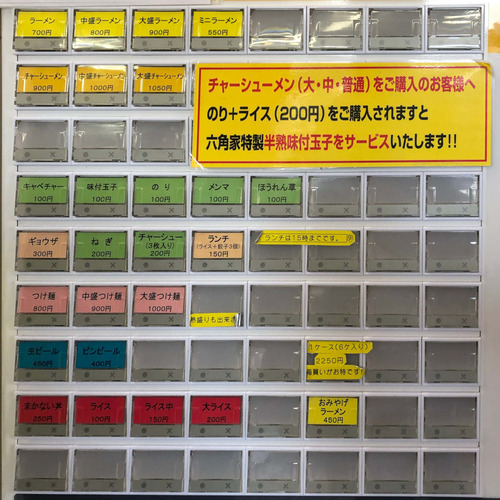 ラーメン
700円
中盛ラーメン
800円
大盛ラーメン
900円
ミニラーメン
550円
チャーシューメン
900円
中盛チャーシューメン
1000円
大盛チャーシューメン
1050円
チャーシューメン(大・中・普通)をご購入のお客様へ
のり+ライス(200円)をご購入されますと
六角家特製半熟味付玉子をサービスいたします!!
キャベチャー
100円
味付玉子
100円
のり
100円
メンマ
100円
ほうれん草
100円
ギョウザ
300円
ねぎ
200円
チャーシュー
(3枚入り)
200円
ランチ
(ライス+餃子3個)
150円
ランチは15時までです。
つけ麺
800円
中盛つけ麺
900円
大盛つけ麺
1000円
熱盛りも出来
生ビール
450円
ビンビール
400円
1ケース(6ケ入り)
2250円
箱買いがお得です
まかない丼
250円
ライス
100円
ライス中
150円
大ライス
200円
おみやげ
ラーメン
450円